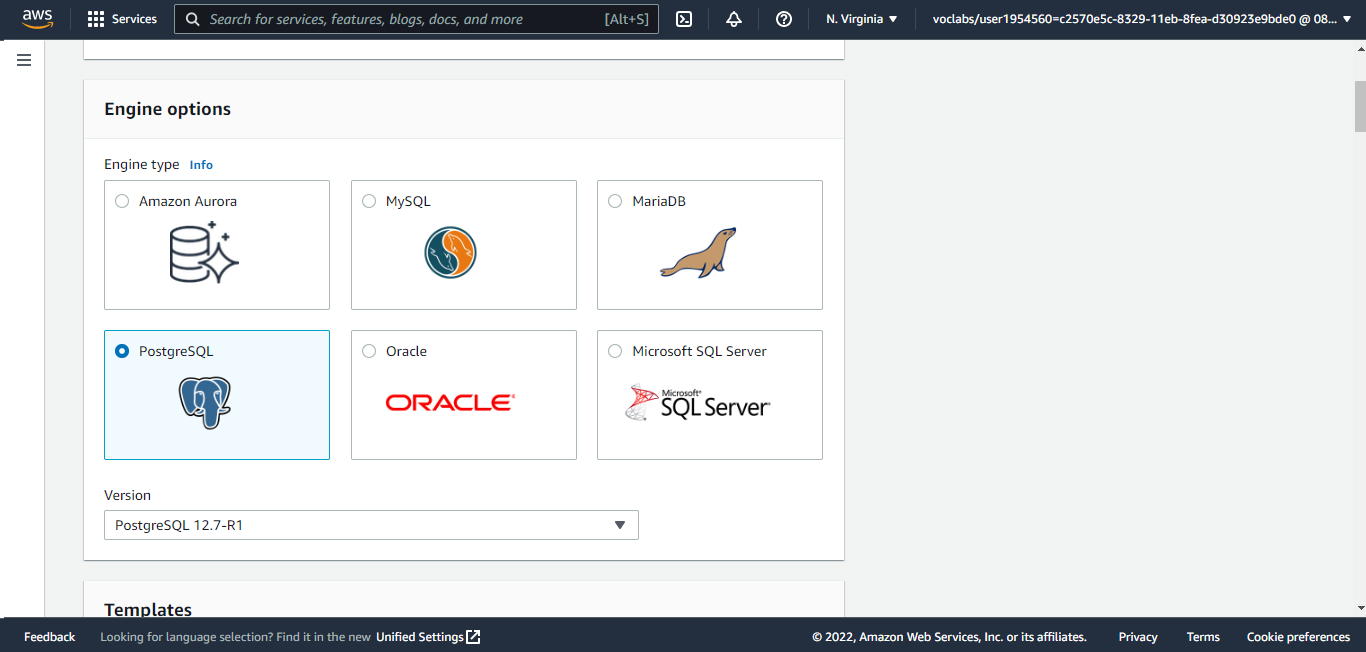 aws Services Search for services, features, blogs, docs, and more [Alt+S] N. Virginia voclabs/user1954560=c2570e5c-8329-11eb-8fea-d30923e9bde0 @ 08...
Engine options
Engine type Info
Amazon Aurora MySQL MariaDB
PostgreSQL Oracle Microsoft SQL Server
ORACLE Microsoft® SQL Server
Version
PostgreSQL 12.7-R1
Templates
Feedback Looking for language selection? Find it in the new Unified Settings © 2022, Amazon Web Services, Inc. or its affiliates. Privacy Terms Cookie preferences